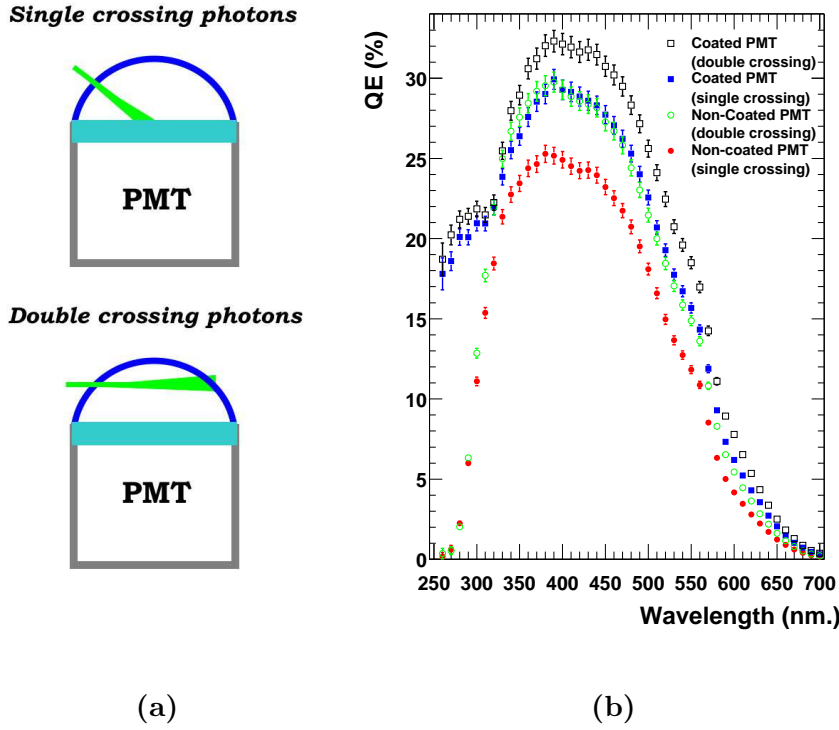 Single crossing photons
PMT
Double crossing photons
PMT
(a)
QE (%)
30
25
20
15
10
5
0
250 300 350 400 450 500 550 600 650 700
Wavelength (nm.)
Coated PMT
(double crossing)
Coated PMT
(single crossing)
Non-Coated PMT
(double crossing)
Non-coated PMT
(single crossing)
(b)